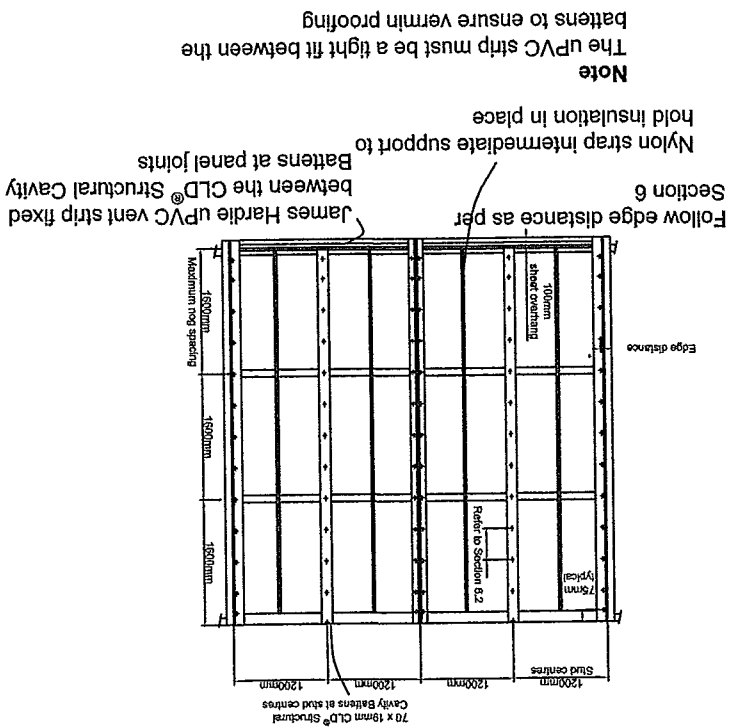 70 x 19mm CLD® Structural
Cavity Battens at stud centres
1200mm
1200mm
1200mm
1200mm
Stud centres
75mm
typical
Refer to Section 6.2
1600mm
1600mm
1600mm
Maximum nog spacing
Edge distance
100mm
sheet overhang
Follow edge distance as per
Section 6
James Hardie uPVC vent strip fixed
between the CLD® Structural Cavity
Battens at panel joints
Nylon strap intermediate support to
hold insulation in place
Note
The uPVC strip must be a tight fit between the
battens to ensure vermin proofing